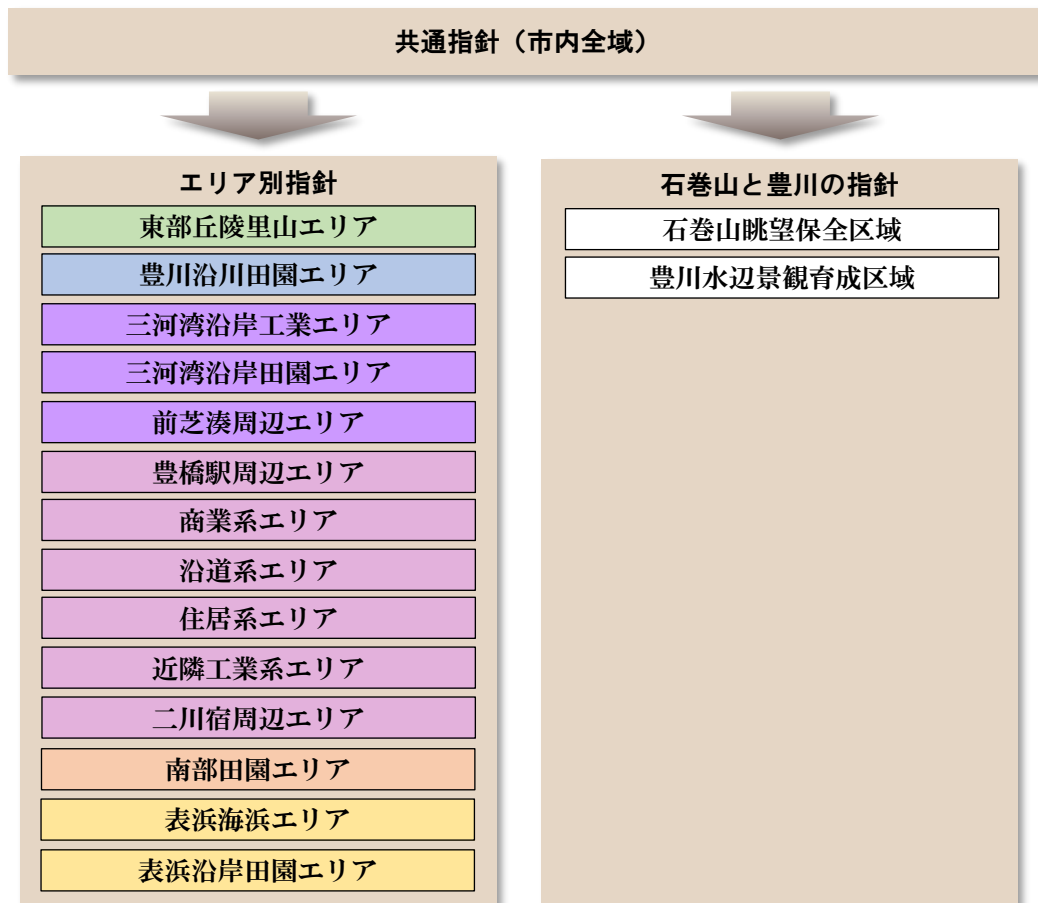 共通指針（市内全域）
エリア別指針
東部丘陵里山エリア
豊川沿川田園エリア
三河湾沿岸工業エリア
三河湾沿岸田園エリア
前芝湊周辺エリア
豊橋駅周辺エリア
商業系エリア
沿道系エリア
住居系エリア
近隣工業系エリア
二川宿周辺エリア
南部田園エリア
表浜海浜エリア
表浜沿岸田園エリア
石巻山と豊川の指針
石巻山眺望保全区域
豊川水辺景観育成区域